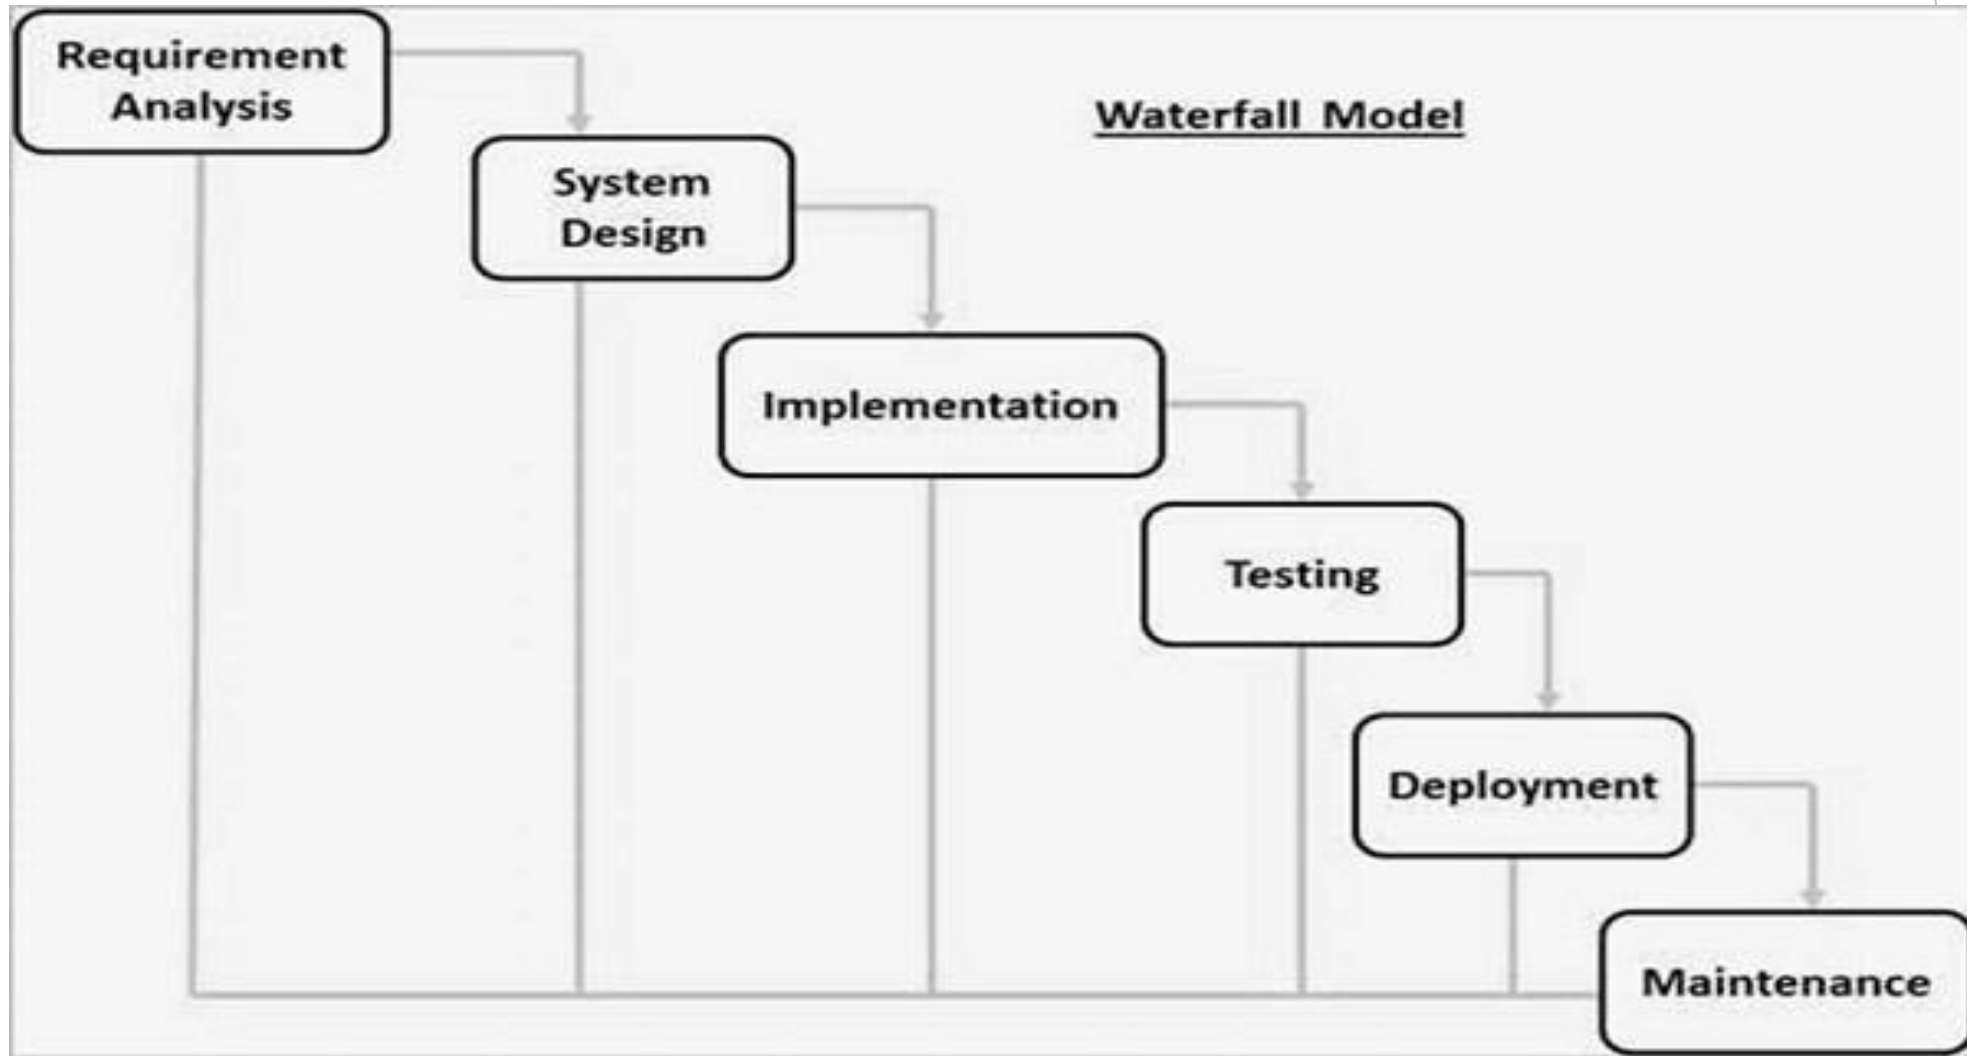 Requirement
Analysis
Waterfall Model
System
Design
Implementation
Testing
Deployment
Maintenance